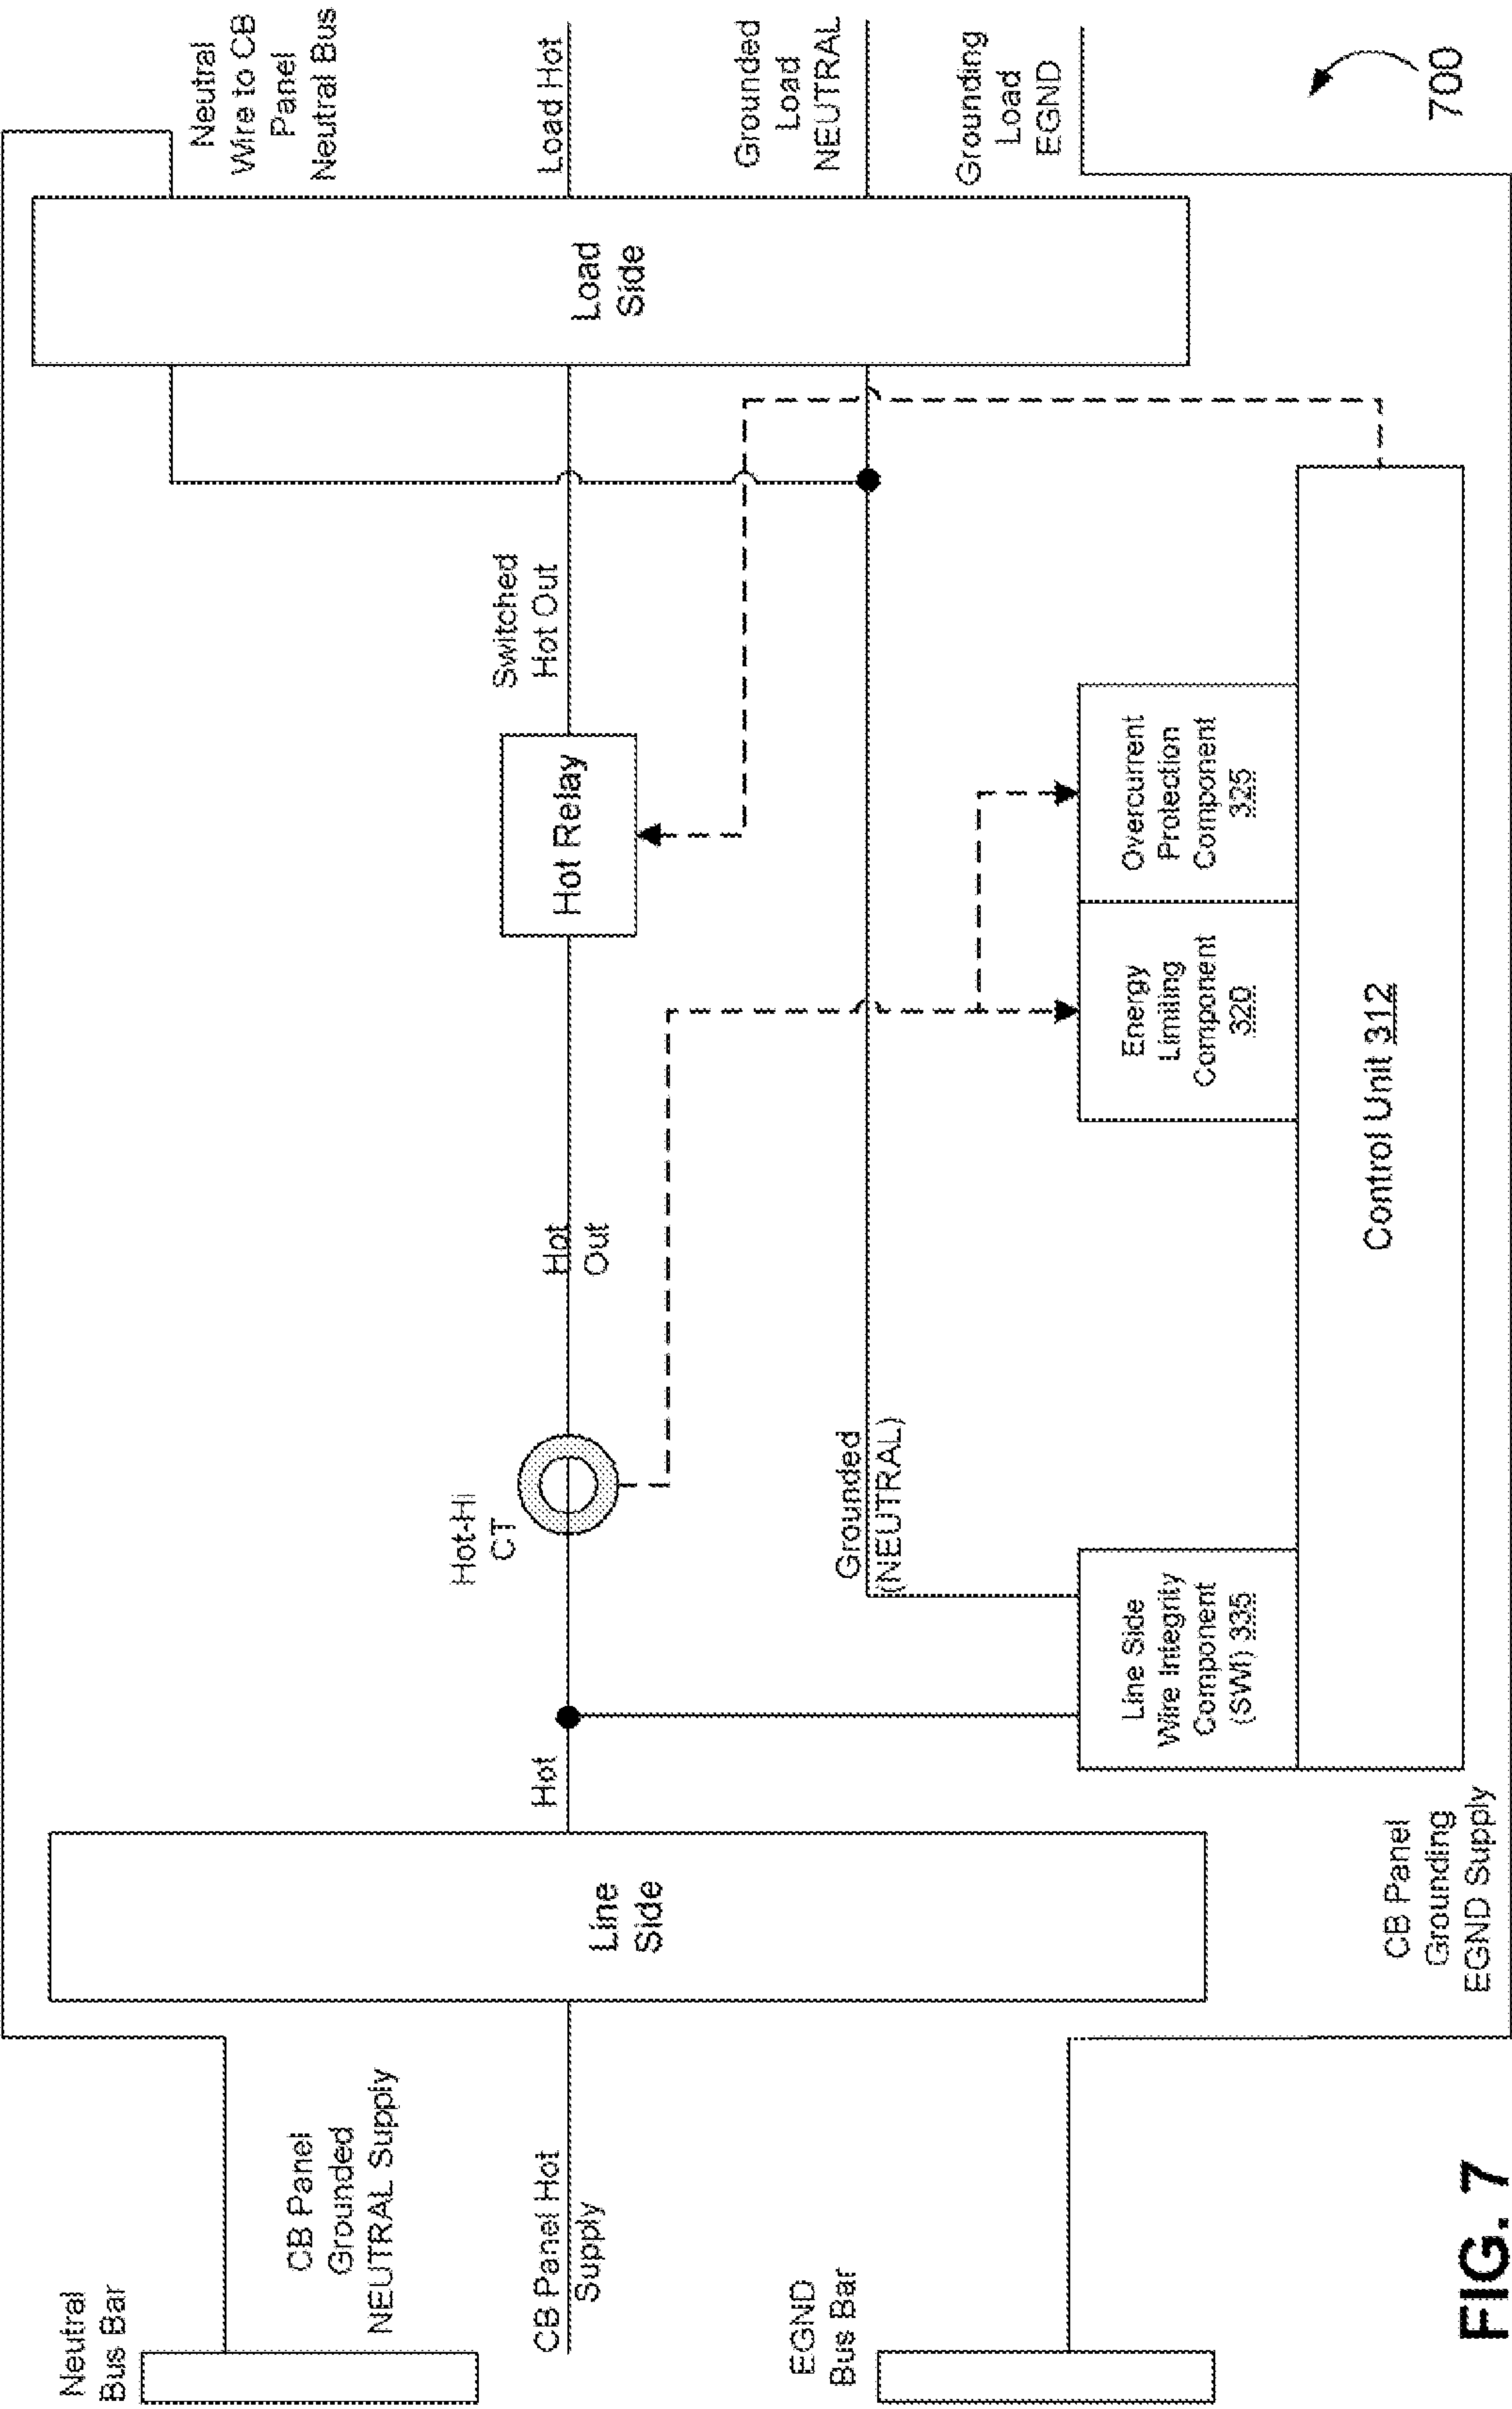 Neutral
Bus Bar
CB Panel
Grounded
NEUTRAL Supply
CB Panel Hot
Supply
EGND
Bus Bar
Line
Side
CB Panel
Grounding
EGND Supply
Hot
Hot-Hi
CT
Hot
Out
Grounded
(NEUTRAL)
Line Side
Wire Integrity
Component
(SWI) 335
Hot Relay
Switched
Hot Out
Energy
Limiting
Component
320
Overcurrent
Protection
Component
325
Control Unit 312
Load
Side
Neutral
Wire to CB
Panel
Neutral Bus
Load Hot
Grounded
Load
NEUTRAL
Grounding
Load
EGND
700
FIG. 7